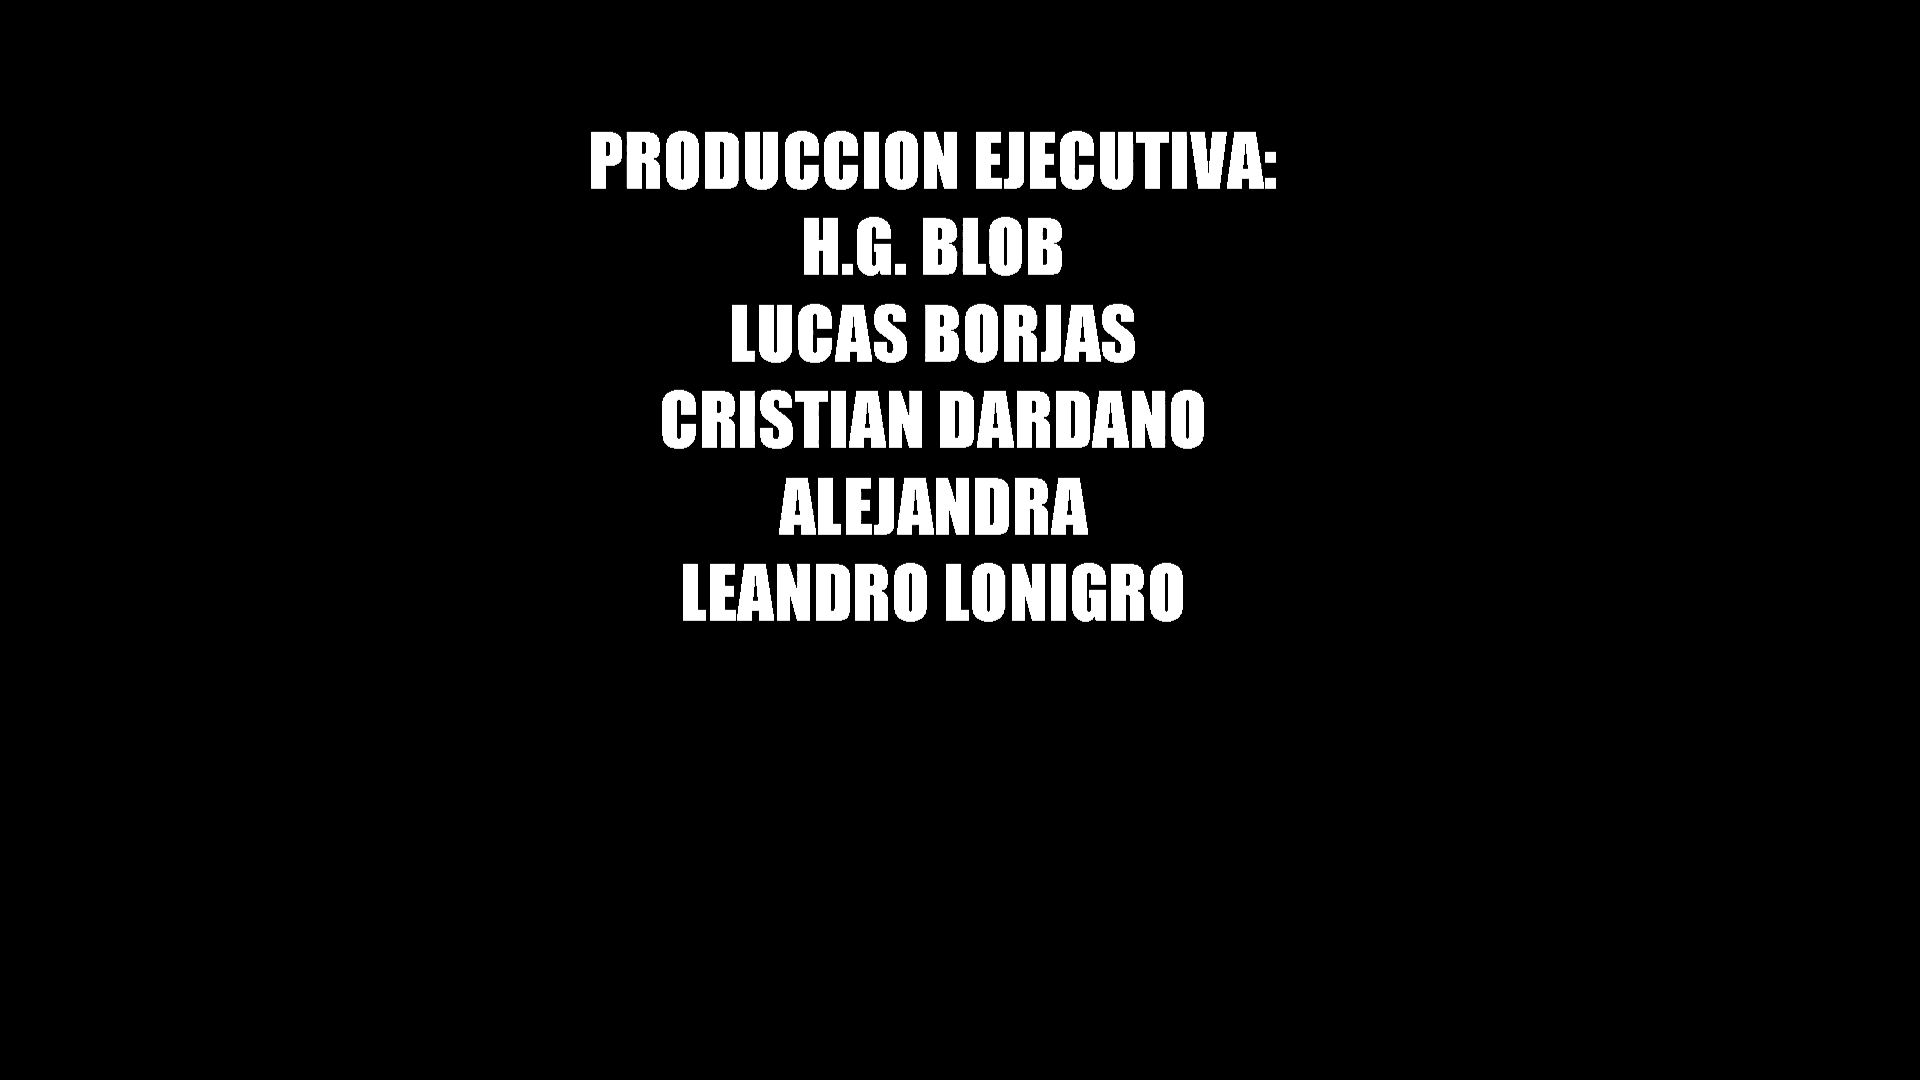 PRODUCCION EJECUTIVA:
H.G. BLOB
LUCAS BORJAS
CRISTIAN DARDANO
ALEJANDRA
LEANDRO LONIGRO